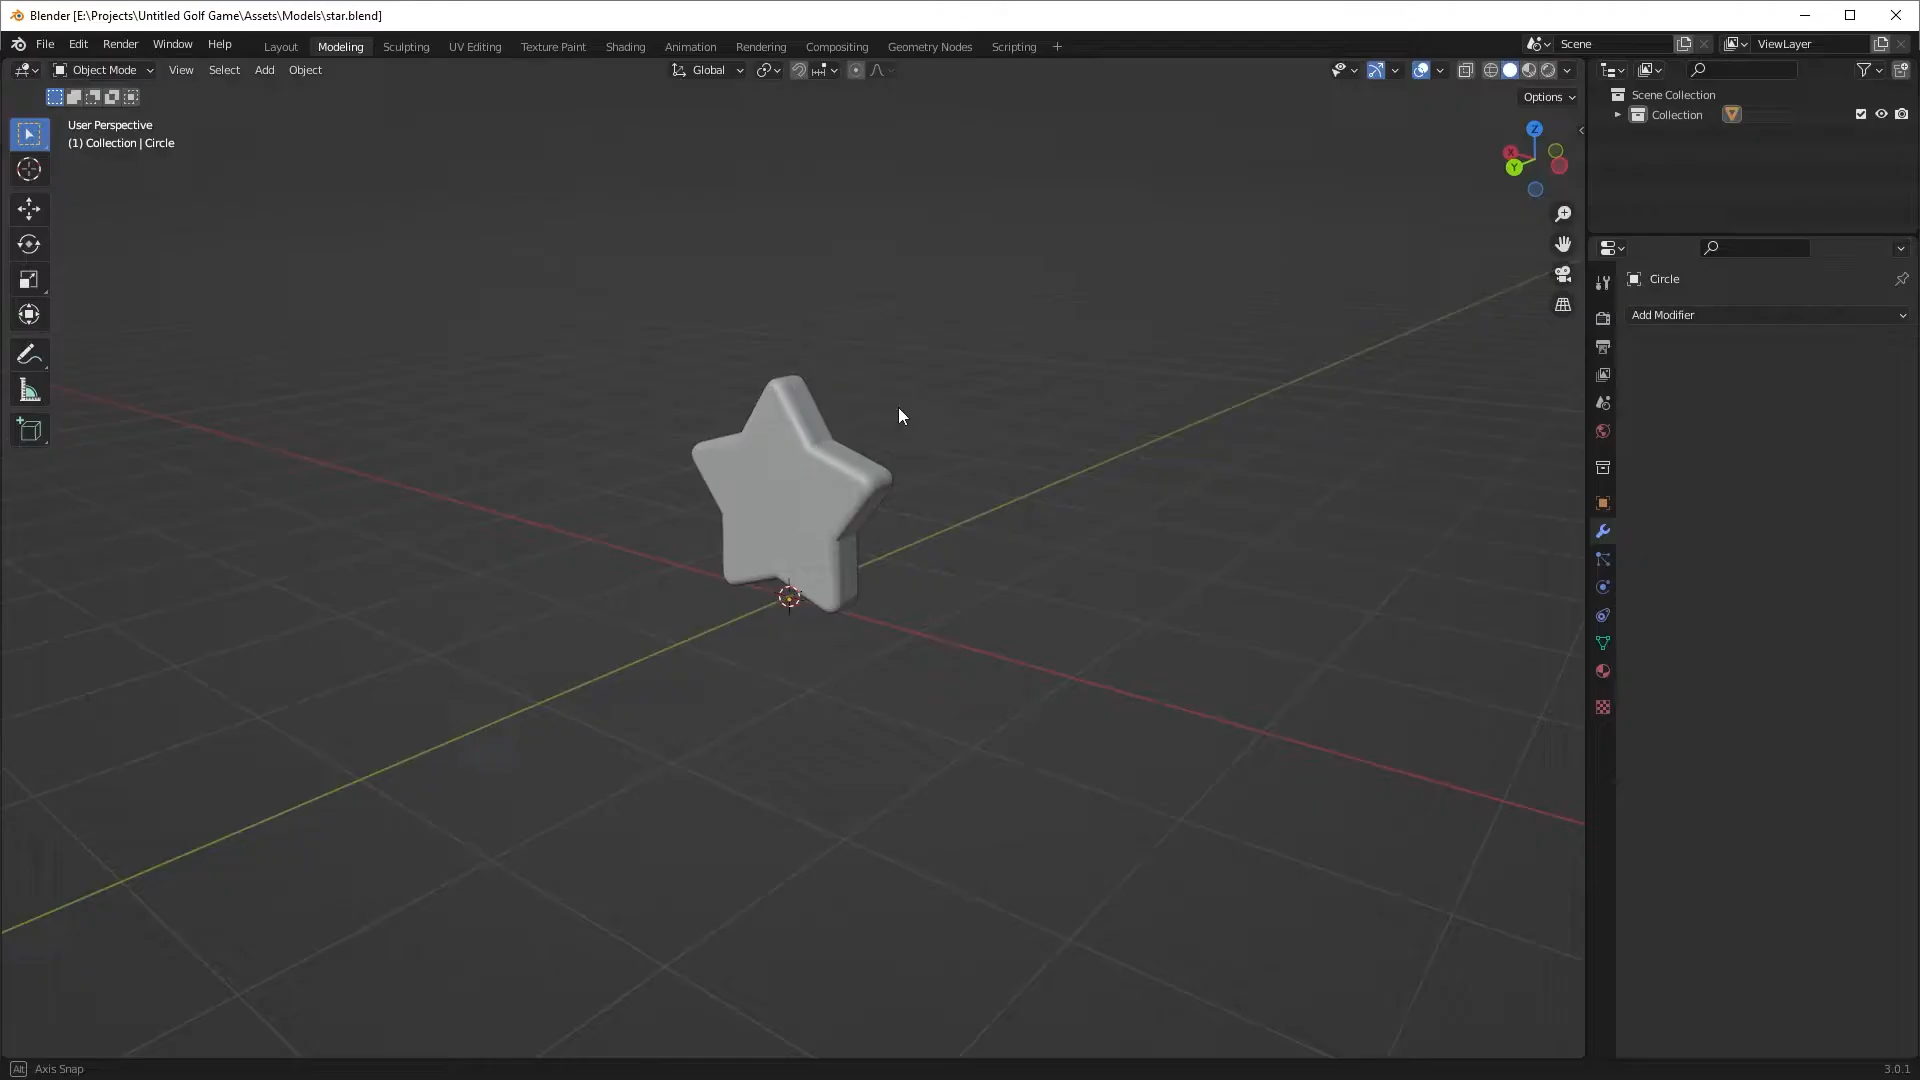 Blender [E:\Projects\Untitled Golf Game\Assets\Models\star.blend]
File Edit Render Window Help Layout Modeling Sculpting UV Editing Texture Paint Shading Animation Rendering Compositing Geometry Nodes Scripting + Scene ViewLayer
Object Mode View Select Add Object Global
Options
User Perspective
(1) Collection | Circle
Z
X
Y
Scene Collection
Collection
Circle
Add Modifier
Alt Axis Snap
3.0.1